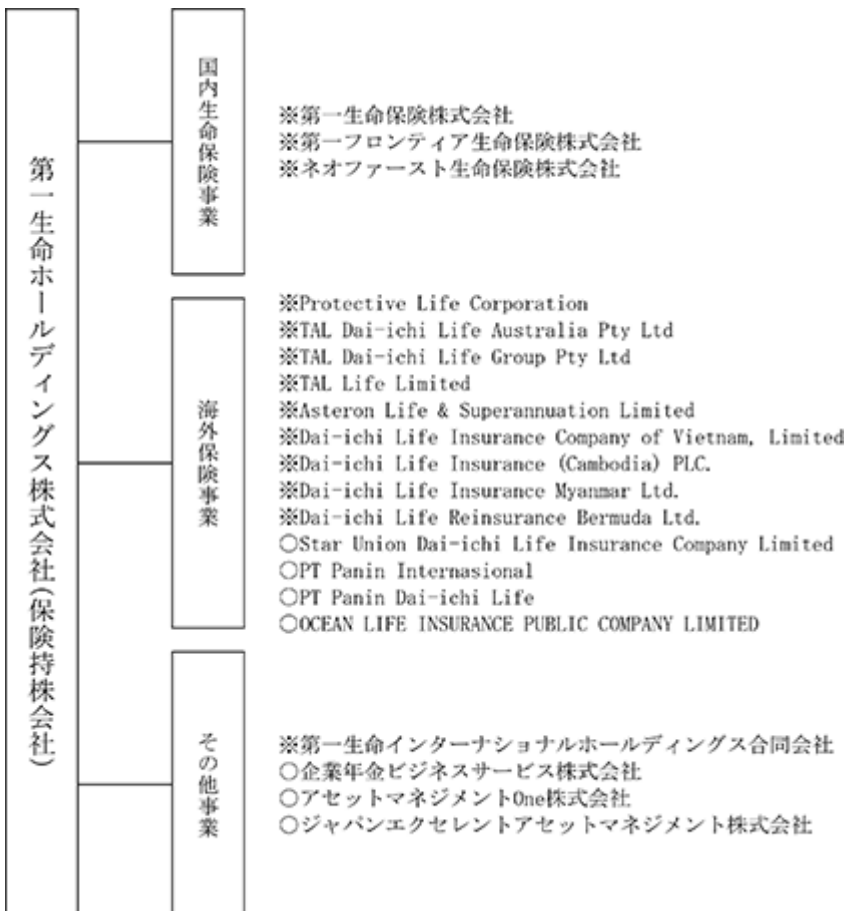 第一生命ホールディングス株式会社(保険持株会社)
国内生命保険事業
※第一生命保険株式会社
※第一フロンティア生命保険株式会社
※ネオファースト生命保険株式会社
海外保険事業
※Protective Life Corporation
※TAL Dai-ichi Life Australia Pty Ltd
※TAL Dai-ichi Life Group Pty Ltd
※TAL Life Limited
※Asteron Life & Superannuation Limited
※Dai-ichi Life Insurance Company of Vietnam, Limited
※Dai-ichi Life Insurance (Cambodia) PLC.
※Dai-ichi Life Insurance Myanmar Ltd.
※Dai-ichi Life Reinsurance Bermuda Ltd.
○Star Union Dai-ichi Life Insurance Company Limited
○PT Panin Internasional
○PT Panin Dai-ichi Life
○OCEAN LIFE INSURANCE PUBLIC COMPANY LIMITED
その他事業
※第一生命インターナショナルホールディングス合同会社
○企業年金ビジネスサービス株式会社
○アセットマネジメントOne株式会社
○ジャパンエクセレントアセットマネジメント株式会社